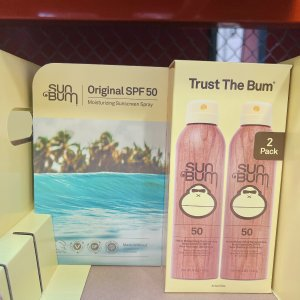 SUN
BUM
Original SPF 50
Moisturizing Sunscreen Spray
Trust The Bum®
2
Pack
SUN
BUM
50
SUN
BUM
50